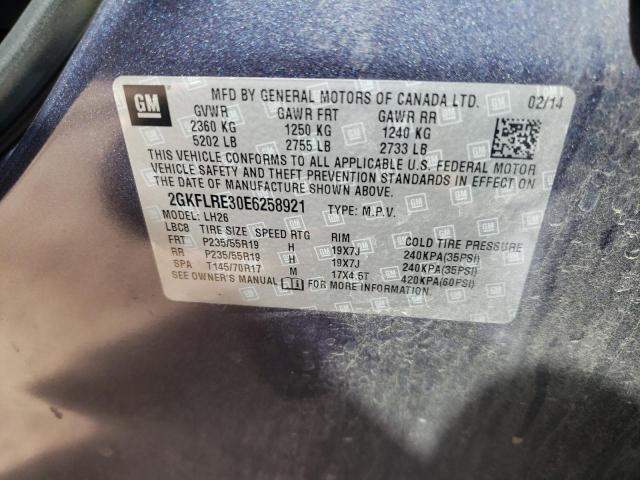 GM
MFD BY GENERAL MOTORS OF CANADA LTD. 02/14
GVWR GAWR FRT GAWR RR
2360 KG 1250 KG 1240 KG
5202 LB 2755 LB 2733 LB
THIS VEHICLE CONFORMS TO ALL APPLICABLE U.S. FEDERAL MOTOR
VEHICLE SAFETY AND THEFT PREVENTION STANDARDS IN EFFECT ON
THE DATE OF MANUFACTURE SHOWN ABOVE.
2GKFLRE30E6258921 TYPE: M.P.V.
MODEL: LH26
LBC8 TIRE SIZE SPEED RTG RIM COLD TIRE PRESSURE
FRT P235/55R19 H 19X7J 240KPA(35PSI)
RR P235/55R19 H 19X7J 240KPA(35PSI)
SPA T145/70R17 M 17X4.5T 420KPA(60PSI)
SEE OWNER'S MANUAL FOR MORE INFORMATION.